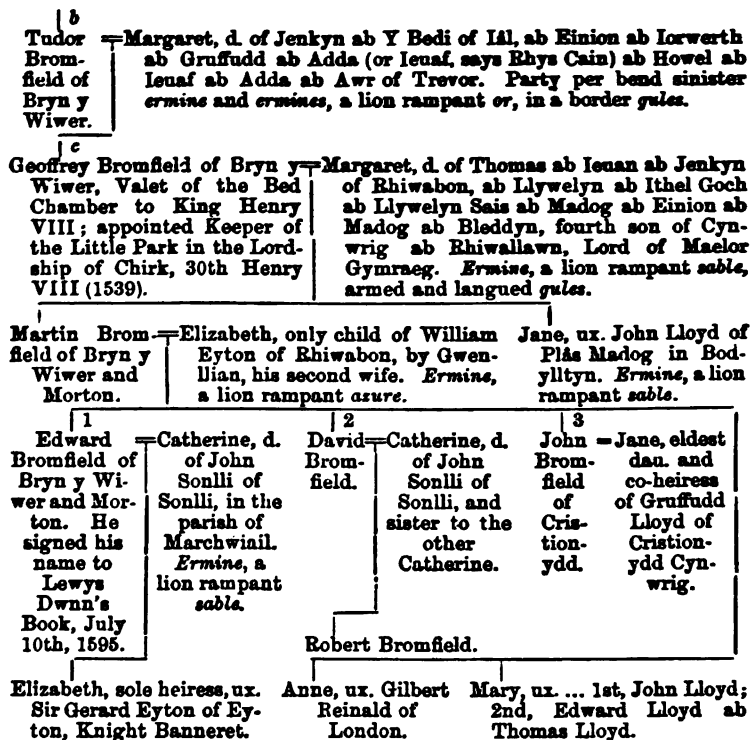 b
Tudor
Brom-
field of
Bryn y
Wiwer.
=Margaret, d. of Jenkyn ab Y Bedi of Iâl, ab Einion ab Iorwerth
ab Gruffudd ab Adda (or Ieuaf, says Rhys Cain) ab Howel ab
Ieuaf ab Adda ab Awr of Trevor. Party per bend sinister
ermine and ermines, a lion rampant or, in a border gules.
c
Geoffrey Bromfield of Bryn y
Wiwer, Valet of the Bed
Chamber to King Henry
VIII; appointed Keeper of
the Little Park in the Lord-
ship of Chirk, 30th Henry
VIII (1539).
=Margaret, d. of Thomas ab Ieuan ab Jenkyn
of Rhiwabon, ab Llywelyn ab Ithel Goch
ab Llywelyn Sais ab Madog ab Einion ab
Madog ab Bleddyn, fourth son of Cyn-
wrig ab Rhiwallawn, Lord of Maelor
Gymraeg. Ermine, a lion rampant sable,
armed and langued gules.
Martin Brom-
field of Bryn y
Wiwer and
Morton.
=Elizabeth, only child of William
Eyton of Rhiwabon, by Gwen-
llian, his second wife. Ermine,
a lion rampant azure.
Jane, ux. John Lloyd of
Plâs Madog in Bod-
ylltyn. Ermine, a lion
rampant sable.
1
Edward
Bromfield of
Bryn y Wi-
wer and Mor-
ton. He
signed his
name to
Lewys
Dwnn's
Book, July
10th, 1595.
=Catherine, d.
of John
Sonlli of
Sonlli, in the
parish of
Marchwiail.
Ermine, a
lion rampant
sable.
2
David
Brom-
field.
=Catherine, d.
of John
Sonlli of
Sonlli, and
sister to the
other
Catherine.
3
John
Brom-
field
of
Cris-
tion-
ydd.
=Jane, eldest
dau. and
co-heiress
of Gruffudd
Lloyd of
Cristion-
ydd Cyn-
wrig.
Robert Bromfield.
Elizabeth, sole heiress, ux.
Sir Gerard Eyton of Ey-
ton, Knight Banneret.
Anne, ux. Gilbert
Reinald of
London.
Mary, ux. ... 1st, John Lloyd;
2nd, Edward Lloyd ab
Thomas Lloyd.